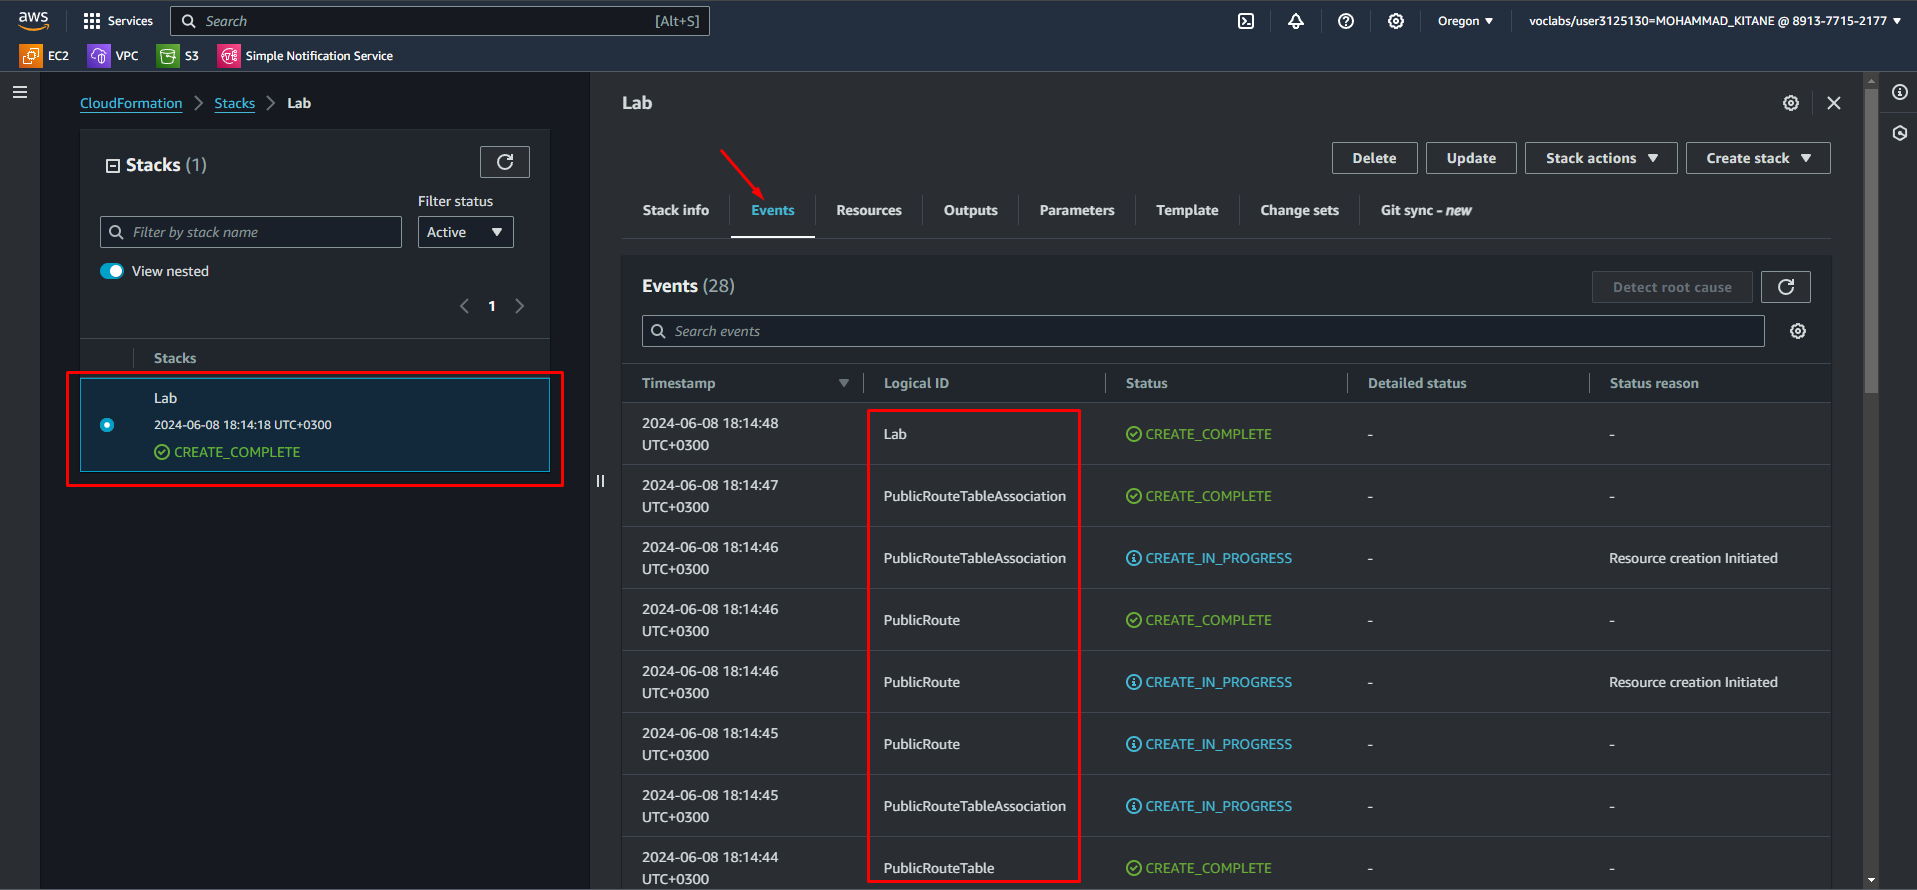 aws
Services
Search
[Alt+S]
Oregon
voclabs/user3125130=MOHAMMAD_KITANE @ 8913-7715-2177
EC2
VPC
S3
Simple Notification Service
CloudFormation
Stacks
Lab
Stacks (1)
Filter status
Filter by stack name
Active
View nested
1
Stacks
Lab
2024-06-08 18:14:18 UTC+0300
CREATE_COMPLETE
Lab
Delete
Update
Stack actions
Create stack
Stack info
Events
Resources
Outputs
Parameters
Template
Change sets
Git sync - new
Events (28)
Detect root cause
Search events
Timestamp
Logical ID
Status
Detailed status
Status reason
2024-06-08 18:14:48
UTC+0300
Lab
CREATE_COMPLETE
-
-
2024-06-08 18:14:47
UTC+0300
PublicRouteTableAssociation
CREATE_COMPLETE
-
-
2024-06-08 18:14:46
UTC+0300
PublicRouteTableAssociation
CREATE_IN_PROGRESS
-
Resource creation Initiated
2024-06-08 18:14:46
UTC+0300
PublicRoute
CREATE_COMPLETE
-
-
2024-06-08 18:14:46
UTC+0300
PublicRoute
CREATE_IN_PROGRESS
-
Resource creation Initiated
2024-06-08 18:14:45
UTC+0300
PublicRoute
CREATE_IN_PROGRESS
-
-
2024-06-08 18:14:45
UTC+0300
PublicRouteTableAssociation
CREATE_IN_PROGRESS
-
-
2024-06-08 18:14:44
UTC+0300
PublicRouteTable
CREATE_COMPLETE
-
-